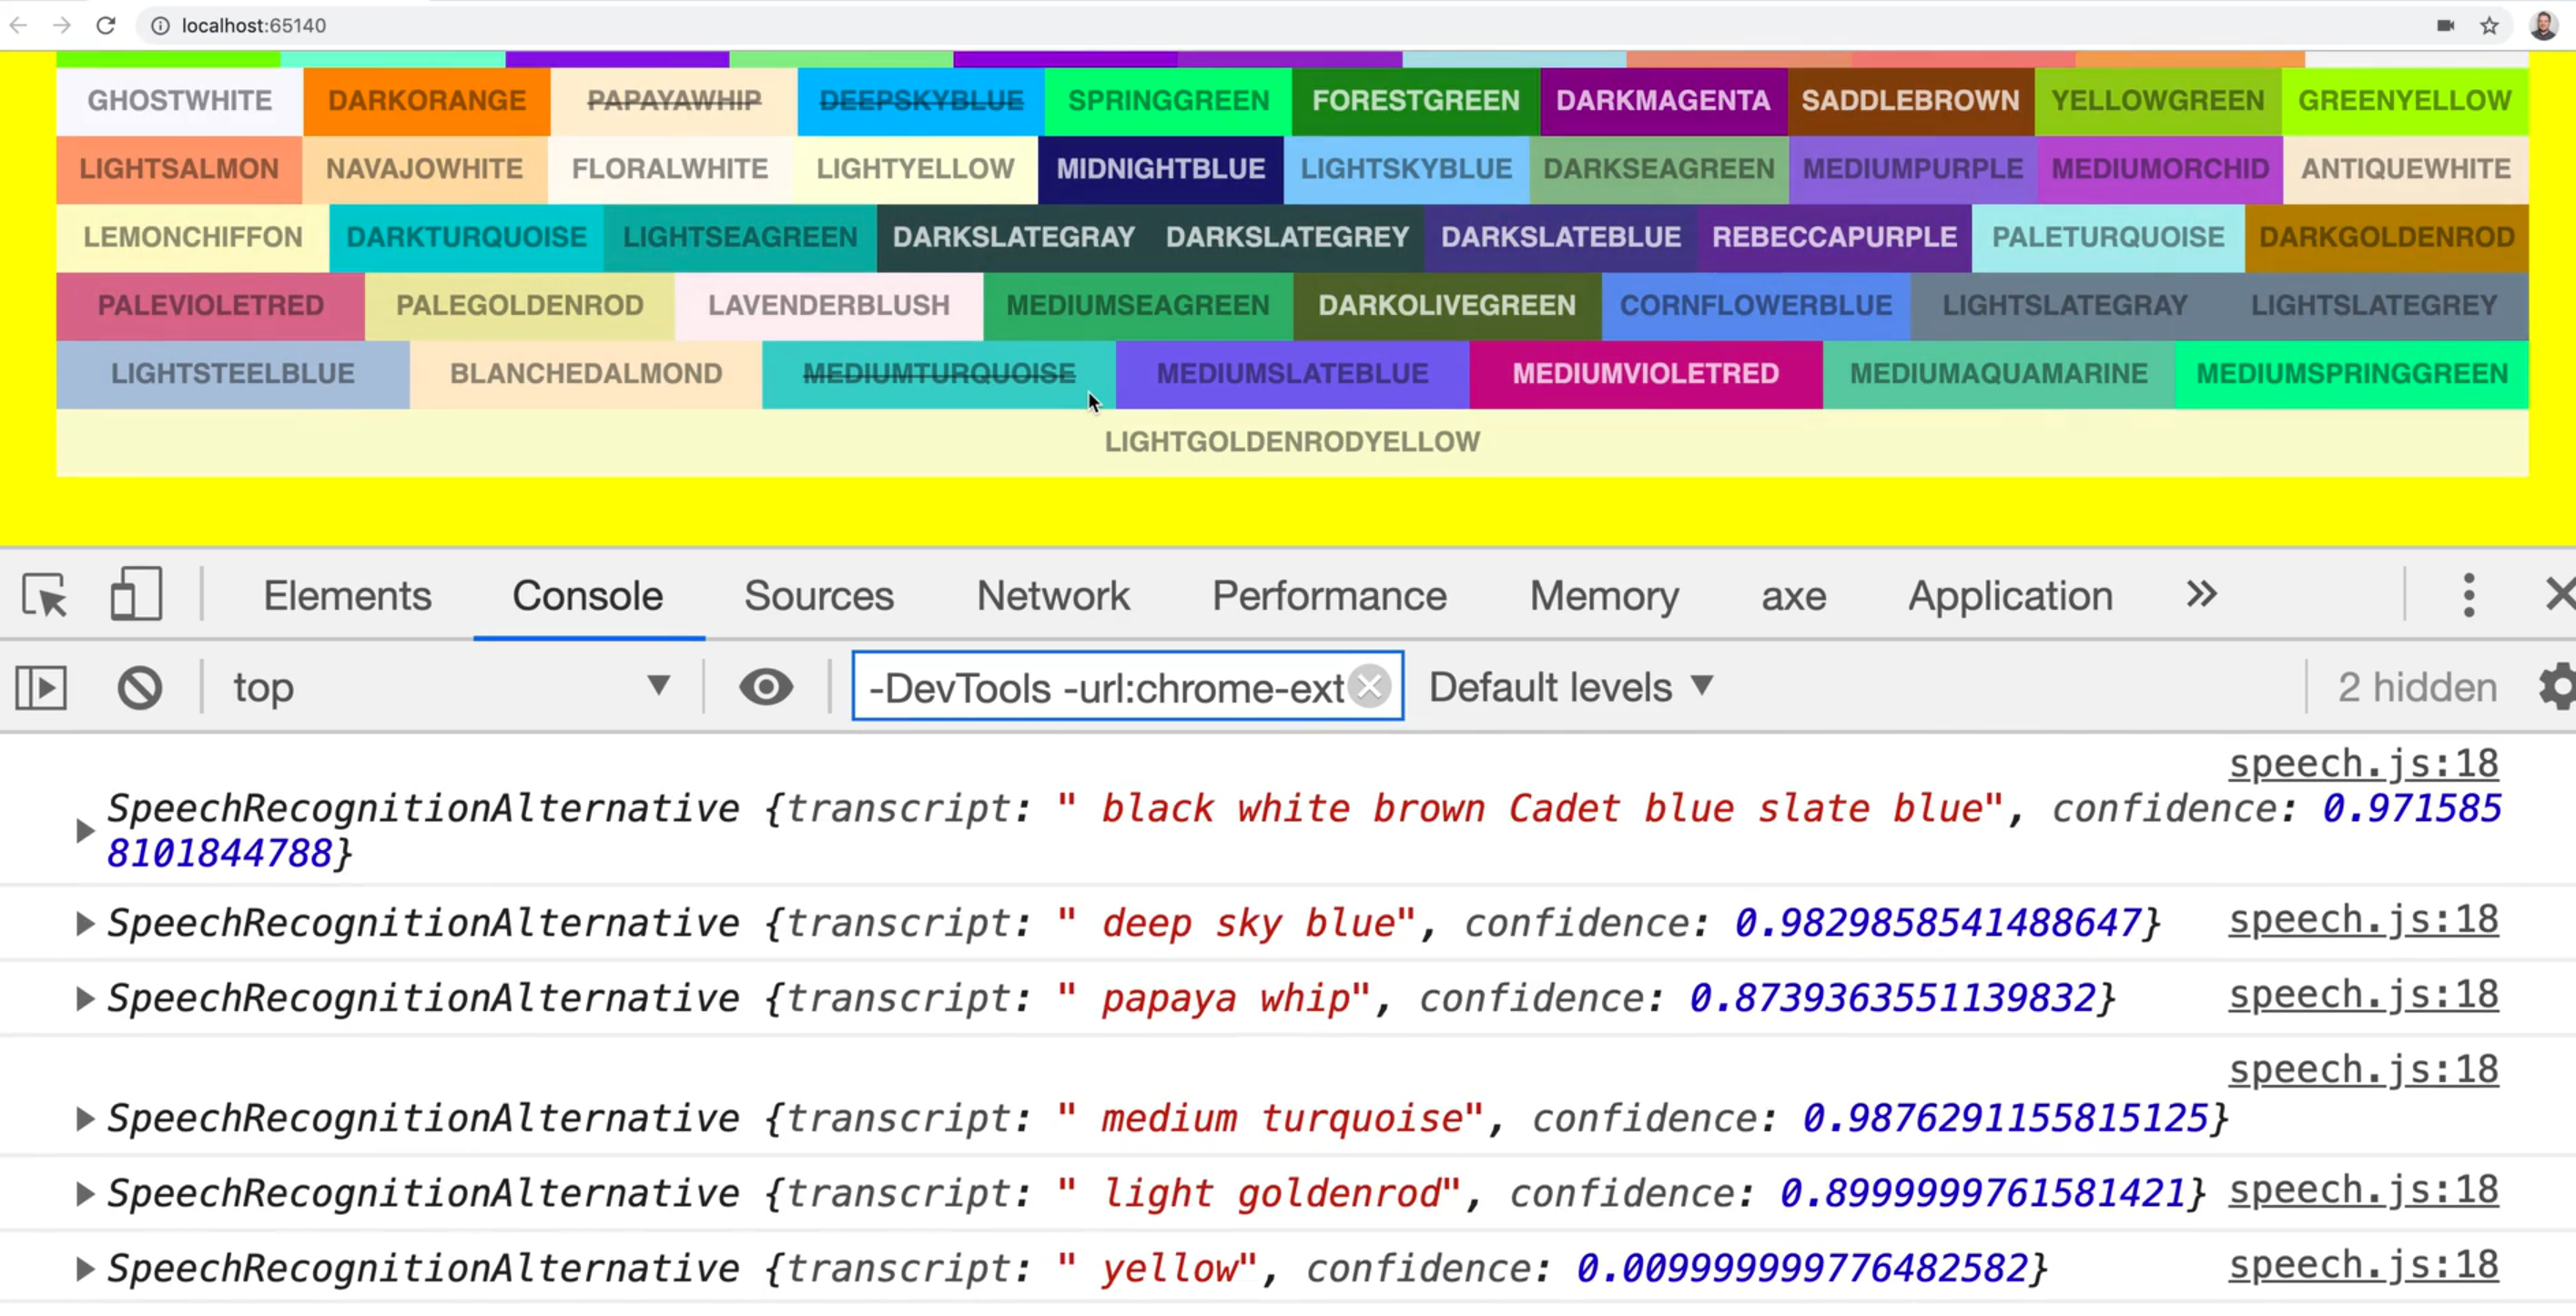 localhost:65140
GHOSTWHITE DARKORANGE PAPAYAWHIP DEEPSKYBLUE SPRINGGREEN FORESTGREEN DARKMAGENTA SADDLEBROWN YELLOWGREEN GREENYELLOW
LIGHTSALMON NAVAJOWHITE FLORALWHITE LIGHTYELLOW MIDNIGHTBLUE LIGHTSKYBLUE DARKSEAGREEN MEDIUMPURPLE MEDIUMORCHID ANTIQUEWHITE
LEMONCHIFFON DARKTURQUOISE LIGHTSEAGREEN DARKSLATEGRAY DARKSLATEGREY DARKSLATEBLUE REBECCAPURPLE PALETURQUOISE DARKGOLDENROD
PALEVIOLETRED PALEGOLDENROD LAVENDERBLUSH MEDIUMSEAGREEN DARKOLIVEGREEN CORNFLOWERBLUE LIGHTSLATEGRAY LIGHTSLATEGREY
LIGHTSTEELBLUE BLANCHEDALMOND MEDIUMTURQUOISE MEDIUMSLATEBLUE MEDIUMVIOLETRED MEDIUMAQUAMARINE MEDIUMSPRINGGREEN
LIGHTGOLDENRODYELLOW
Elements Console Sources Network Performance Memory axe Application »
top -DevTools -url:chrome-ext Default levels 2 hidden
speech.js:18
SpeechRecognitionAlternative {transcript: " black white brown Cadet blue slate blue", confidence: 0.971585
8101844788}
SpeechRecognitionAlternative {transcript: " deep sky blue", confidence: 0.9829858541488647} speech.js:18
SpeechRecognitionAlternative {transcript: " papaya whip", confidence: 0.8739363551139832} speech.js:18
speech.js:18
SpeechRecognitionAlternative {transcript: " medium turquoise", confidence: 0.9876291155815125}
SpeechRecognitionAlternative {transcript: " light goldenrod", confidence: 0.8999999761581421} speech.js:18
SpeechRecognitionAlternative {transcript: " yellow", confidence: 0.009999999776482582} speech.js:18